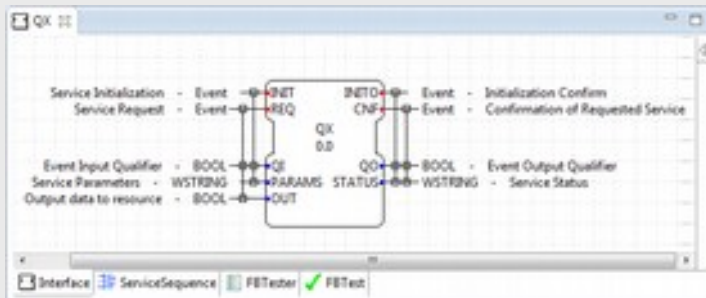 QX
Service Initialization - Event INIT INITO Event - Initialization Confirm
Service Request - Event REQ CNF Event - Confirmation of Requested Service
QX
0.0
Event Input Qualifier - BOOL QI QO BOOL - Event Output Qualifier
Service Parameters - WSTRING PARAMS STATUS WSTRING - Service Status
Output data to resource - BOOL OUT
Interface ServiceSequence FBTester FBTest